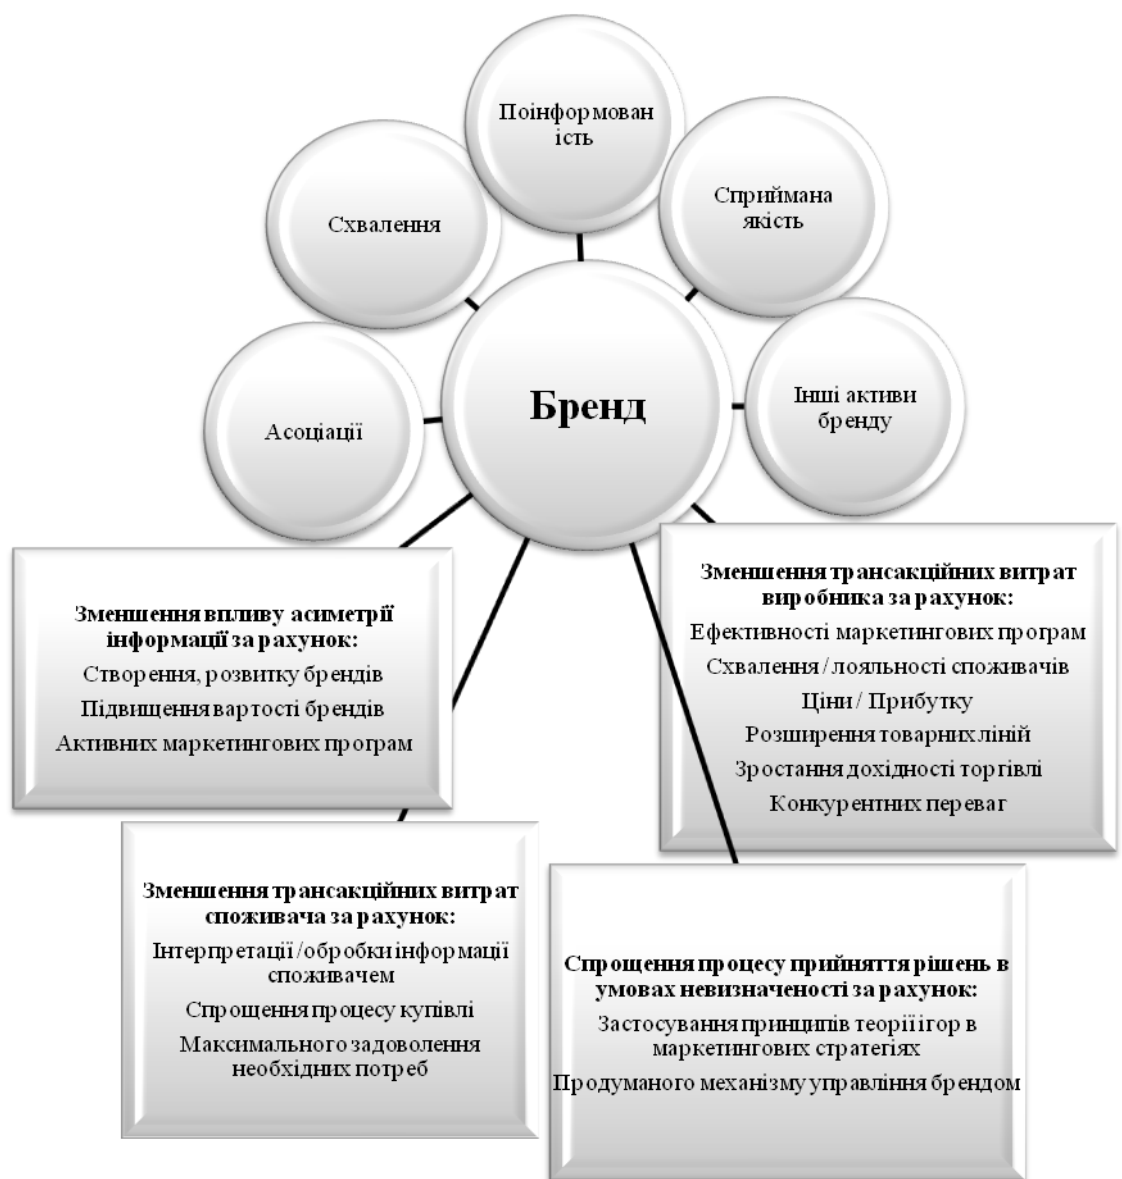 Поінформован
ість
Сприймана
якість
Схвалення
Інші активи
бренду
Бренд
Асоціації
Зменшення впливу асиметрії
інформації за рахунок:
Створення, розвитку брендів
Підвищення вартості брендів
Активних маркетингових програм
Зменшення трансакційних витрат
виробника за рахунок:
Ефективності маркетингових програм
Схвалення / лояльності споживачів
Ціни / Прибутку
Розширення товарних ліній
Зростання дохідності торгівлі
Конкурентних переваг
Зменшення трансакційних витрат
споживача за рахунок:
Інтерпретації /обробки інформації
споживачем
Спрощення процесу купівлі
Максимального задоволення
необхідних потреб
Спрощення процесу прийняття рішень в
умовах невизначеності за рахунок:
Застосування принципів теорії ігор в
маркетингових стратегіях
Продуманого механізму управління брендом